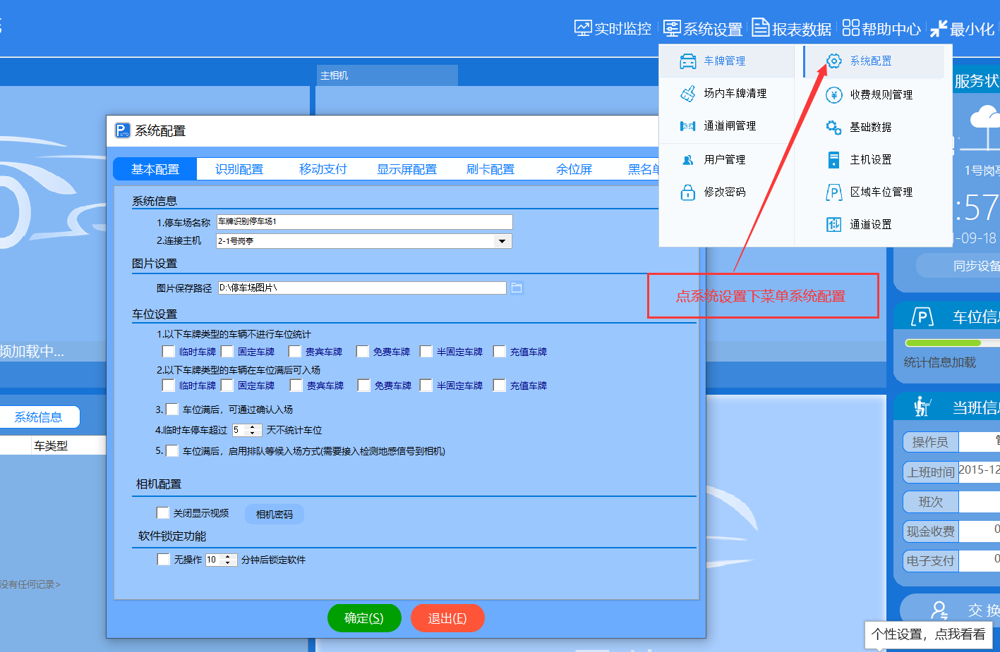 实时监控
系统设置
报表数据
帮助中心
最小化
主相机
车牌管理
场内车牌清理
通道闸管理
用户管理
修改密码
系统配置
收费规则管理
基础数据
主机设置
区域车位管理
通道设置
点系统设置下菜单系统配置
系统配置
基本配置
识别配置
移动支付
显示屏配置
刷卡配置
余位屏
黑名单
系统信息
1.停车场名称 车牌识别停车场1
2.连接主机 2-1号岗亭
图片设置
图片保存路径 D:\停车场图片\
车位设置
1.以下车牌类型的车辆不进行车位统计
临时车牌 固定车牌 贵宾车牌 免费车牌 半固定车牌 充值车牌
2.以下车牌类型的车辆在车位满后可入场
临时车牌 固定车牌 贵宾车牌 免费车牌 半固定车牌 充值车牌
3. 车位满后，可通过确认入场
4.临时车停车超过 5 天不统计车位
5. 车位满后，启用排队等候入场方式(需要接入检测地感信号到相机)
相机配置
关闭显示视频 相机密码
软件锁定功能
无操作 10 分钟后锁定软件
确定(S)
退出(E)
频加载中...
系统信息
车类型
没有任何记录>
服务状
1号岗亭
:57
-09-18
同步设备
车位信息
统计信息加载
当班信息
操作员
上班时间 2015-12
班次
现金收费 0
电子支付 0
交 换
个性设置，点我看看